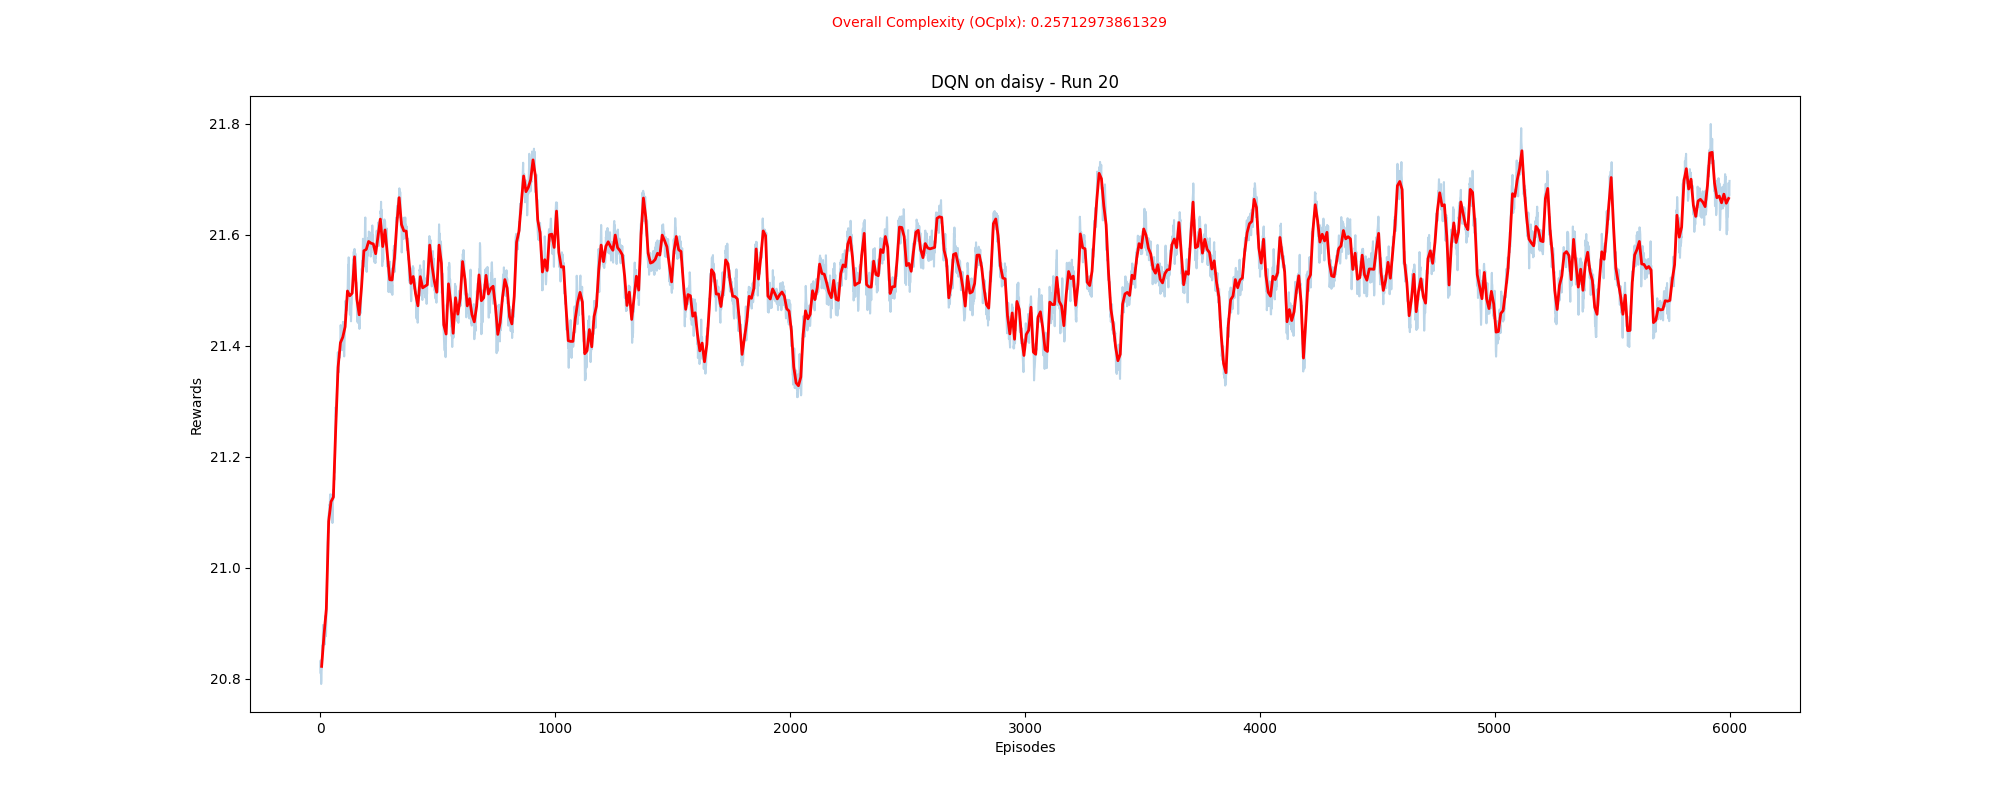 Overall Complexity (OCplx): 0.25712973861329
DQN on daisy - Run 20
21.8
21.6
21.4
21.2
21.0
20.8
Rewards
0 1000 2000 3000 4000 5000 6000
Episodes